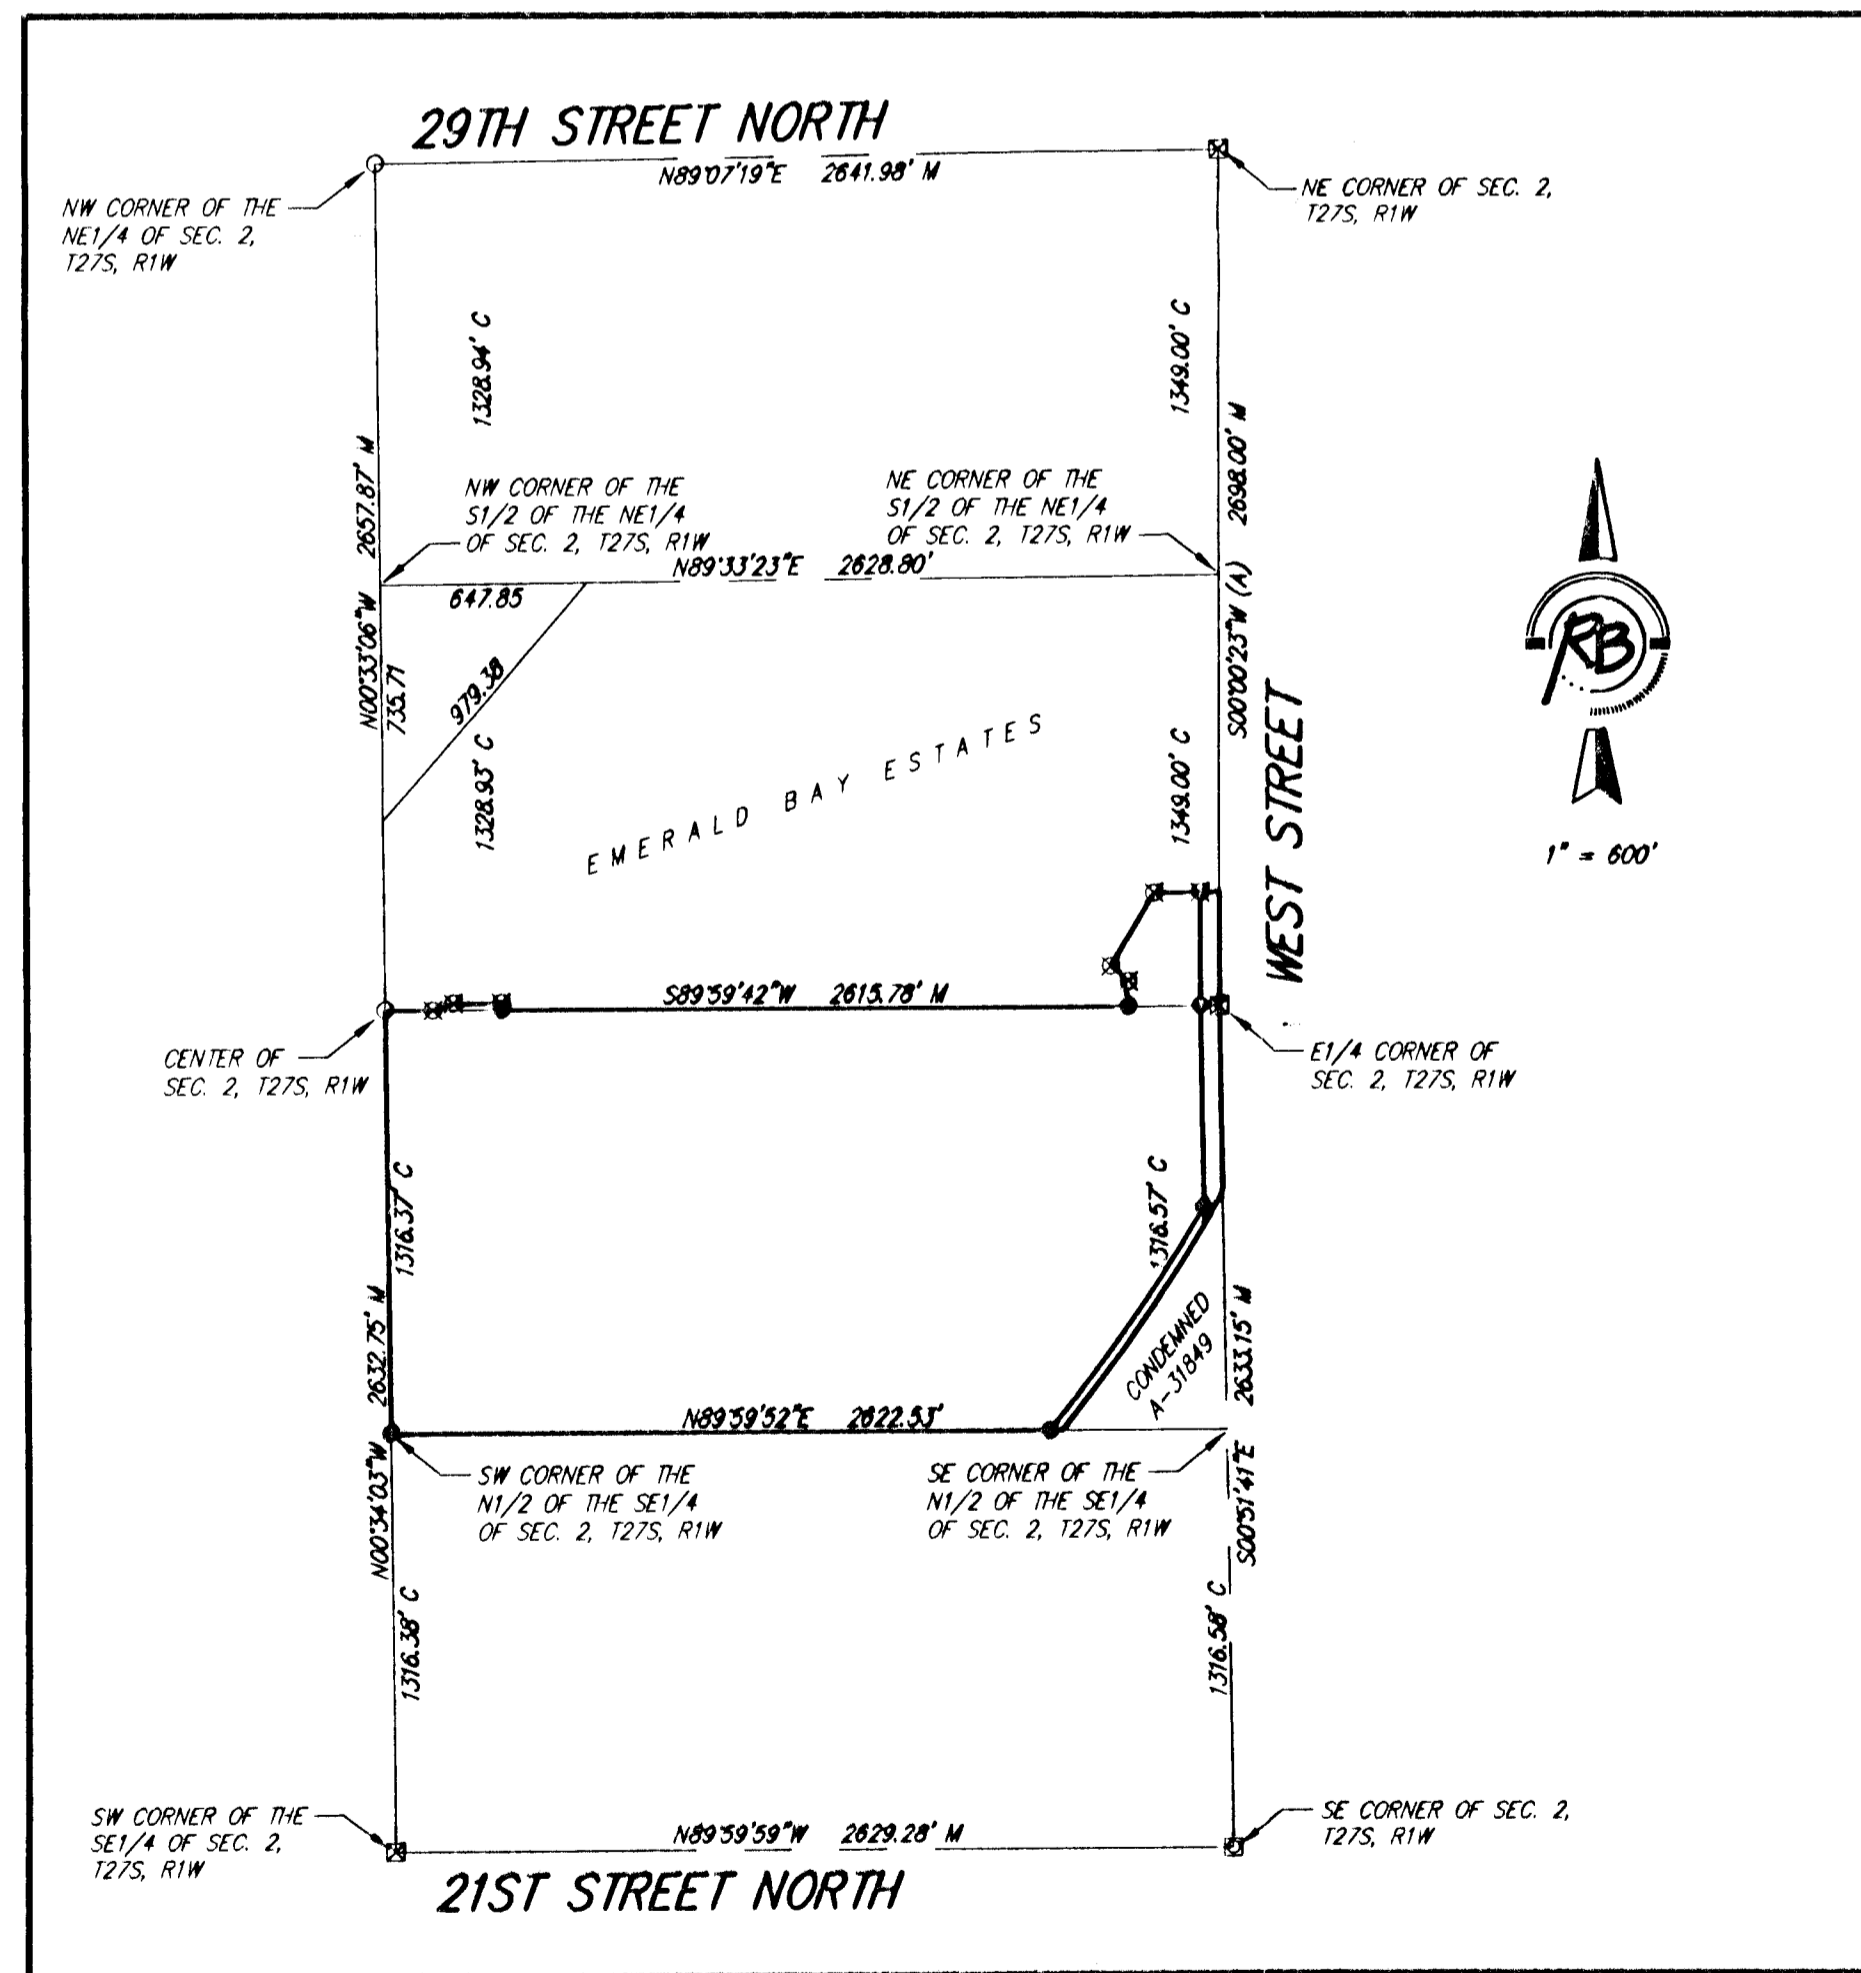 29TH STREET NORTH
N89°07'19"E 2641.98' M
NW CORNER OF THE
NE1/4 OF SEC. 2,
T27S, R1W
NE CORNER OF SEC. 2,
T27S, R1W
1328.94' C
1349.00' C
2657.87' M
2698.00' M
NW CORNER OF THE
S1/2 OF THE NE1/4
OF SEC. 2, T27S, R1W
NE CORNER OF THE
S1/2 OF THE NE1/4
OF SEC. 2, T27S, R1W
N89°33'23"E 2628.80'
647.85
N00°33'06"W
735.71
979.38
S00°00'23"W (A)
RB
1328.93' C
EMERALD BAY ESTATES
1349.00' C
WEST STREET
1" = 600'
S89°59'42"W 2615.78' M
CENTER OF
SEC. 2, T27S, R1W
E1/4 CORNER OF
SEC. 2, T27S, R1W
1316.37' C
1316.57' C
2632.75' M
CONDEMNED
A-31849
2633.15' M
N89°59'52"E 2622.53'
N00°34'03"W
SW CORNER OF THE
N1/2 OF THE SE1/4
OF SEC. 2, T27S, R1W
SE CORNER OF THE
N1/2 OF THE SE1/4
OF SEC. 2, T27S, R1W
S00°51'41"E
1316.38' C
1316.58' C
SW CORNER OF THE
SE1/4 OF SEC. 2,
T27S, R1W
N89°59'59"W 2629.28' M
SE CORNER OF SEC. 2,
T27S, R1W
21ST STREET NORTH